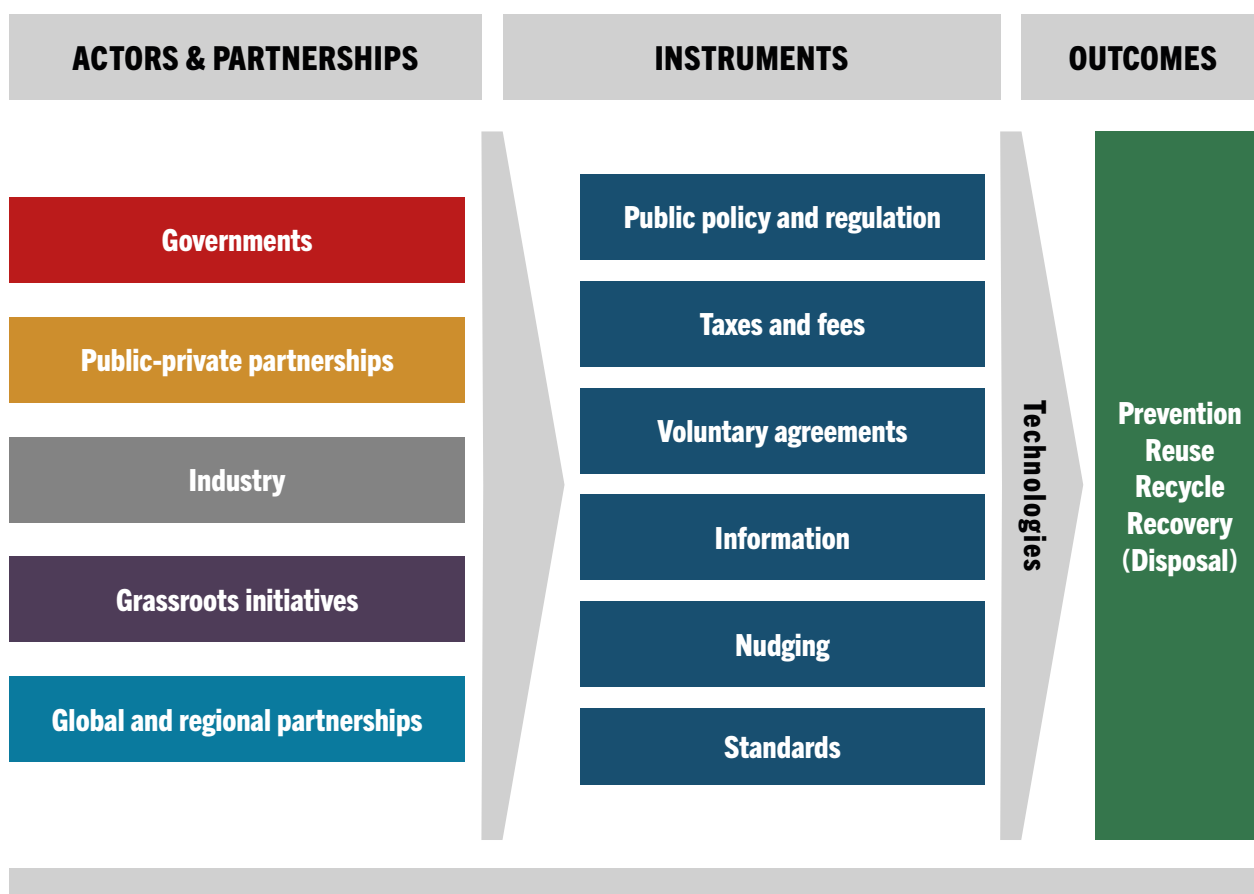 ACTORS & PARTNERSHIPS
INSTRUMENTS
OUTCOMES
Governments
Public-private partnerships
Industry
Grassroots initiatives
Global and regional partnerships
Public policy and regulation
Taxes and fees
Voluntary agreements
Information
Nudging
Standards
Technologies
Prevention
Reuse
Recycle
Recovery
(Disposal)